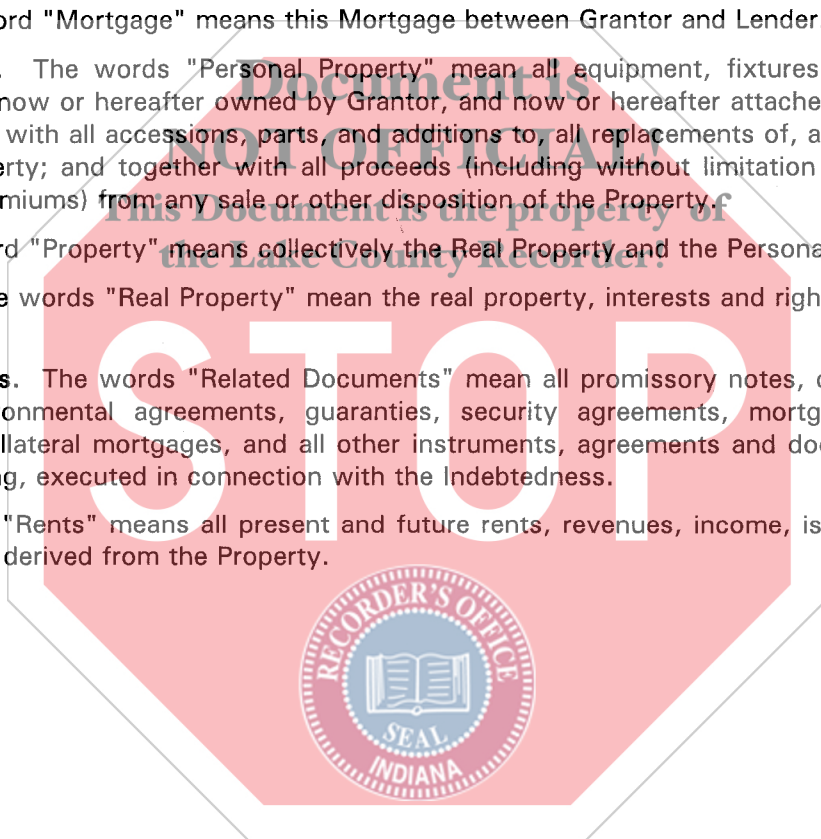 ord "Mortgage" means this Mortgage between Grantor and Lender.
. The words "Personal Property" mean all equipment, fixtures
now or hereafter owned by Grantor, and now or hereafter attache
with all accessions, parts, and additions to, all replacements of, a
erty; and together with all proceeds (including without limitation
miums) from any sale or other disposition of the Property.
rd "Property" means collectively the Real Property and the Persona
e words "Real Property" mean the real property, interests and righ
s. The words "Related Documents" mean all promissory notes, c
onmental agreements, guaranties, security agreements, mortg
llateral mortgages, and all other instruments, agreements and doc
g, executed in connection with the Indebtedness.
"Rents" means all present and future rents, revenues, income, is
derived from the Property.
Document is
NOT OFFICIAL!
This Document is the property of
the Lake County Recorder!
STOP
RECORDER'S OFFICE
SEAL
INDIANA